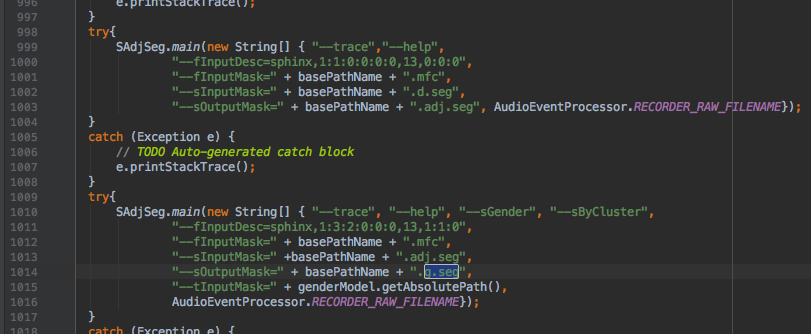 996 e.printStackTrace();
997 }
998 try{
999 SAdjSeg.main(new String[] { "--trace","--help",
1000 "--fInputDesc=sphinx,1:1:0:0:0:0,13,0:0:0",
1001 "--fInputMask=" + basePathName + ".mfc",
1002 "--sInputMask=" + basePathName + ".d.seg",
1003 "--sOutputMask=" + basePathName + ".adj.seg", AudioEventProcessor.RECORDER_RAW_FILENAME});
1004 }
1005 catch (Exception e) {
1006 // TODO Auto-generated catch block
1007 e.printStackTrace();
1008 }
1009 try{
1010 SAdjSeg.main(new String[] { "--trace", "--help", "--sGender", "--sByCluster",
1011 "--fInputDesc=sphinx,1:3:2:0:0:0,13,1:1:0",
1012 "--fInputMask=" + basePathName + ".mfc",
1013 "--sInputMask=" +basePathName + ".adj.seg",
1014 "--sOutputMask=" + basePathName + ".g.seg",
1015 "--tInputMask=" + genderModel.getAbsolutePath(),
1016 AudioEventProcessor.RECORDER_RAW_FILENAME});
1017 }
1018 catch (Exception e) {